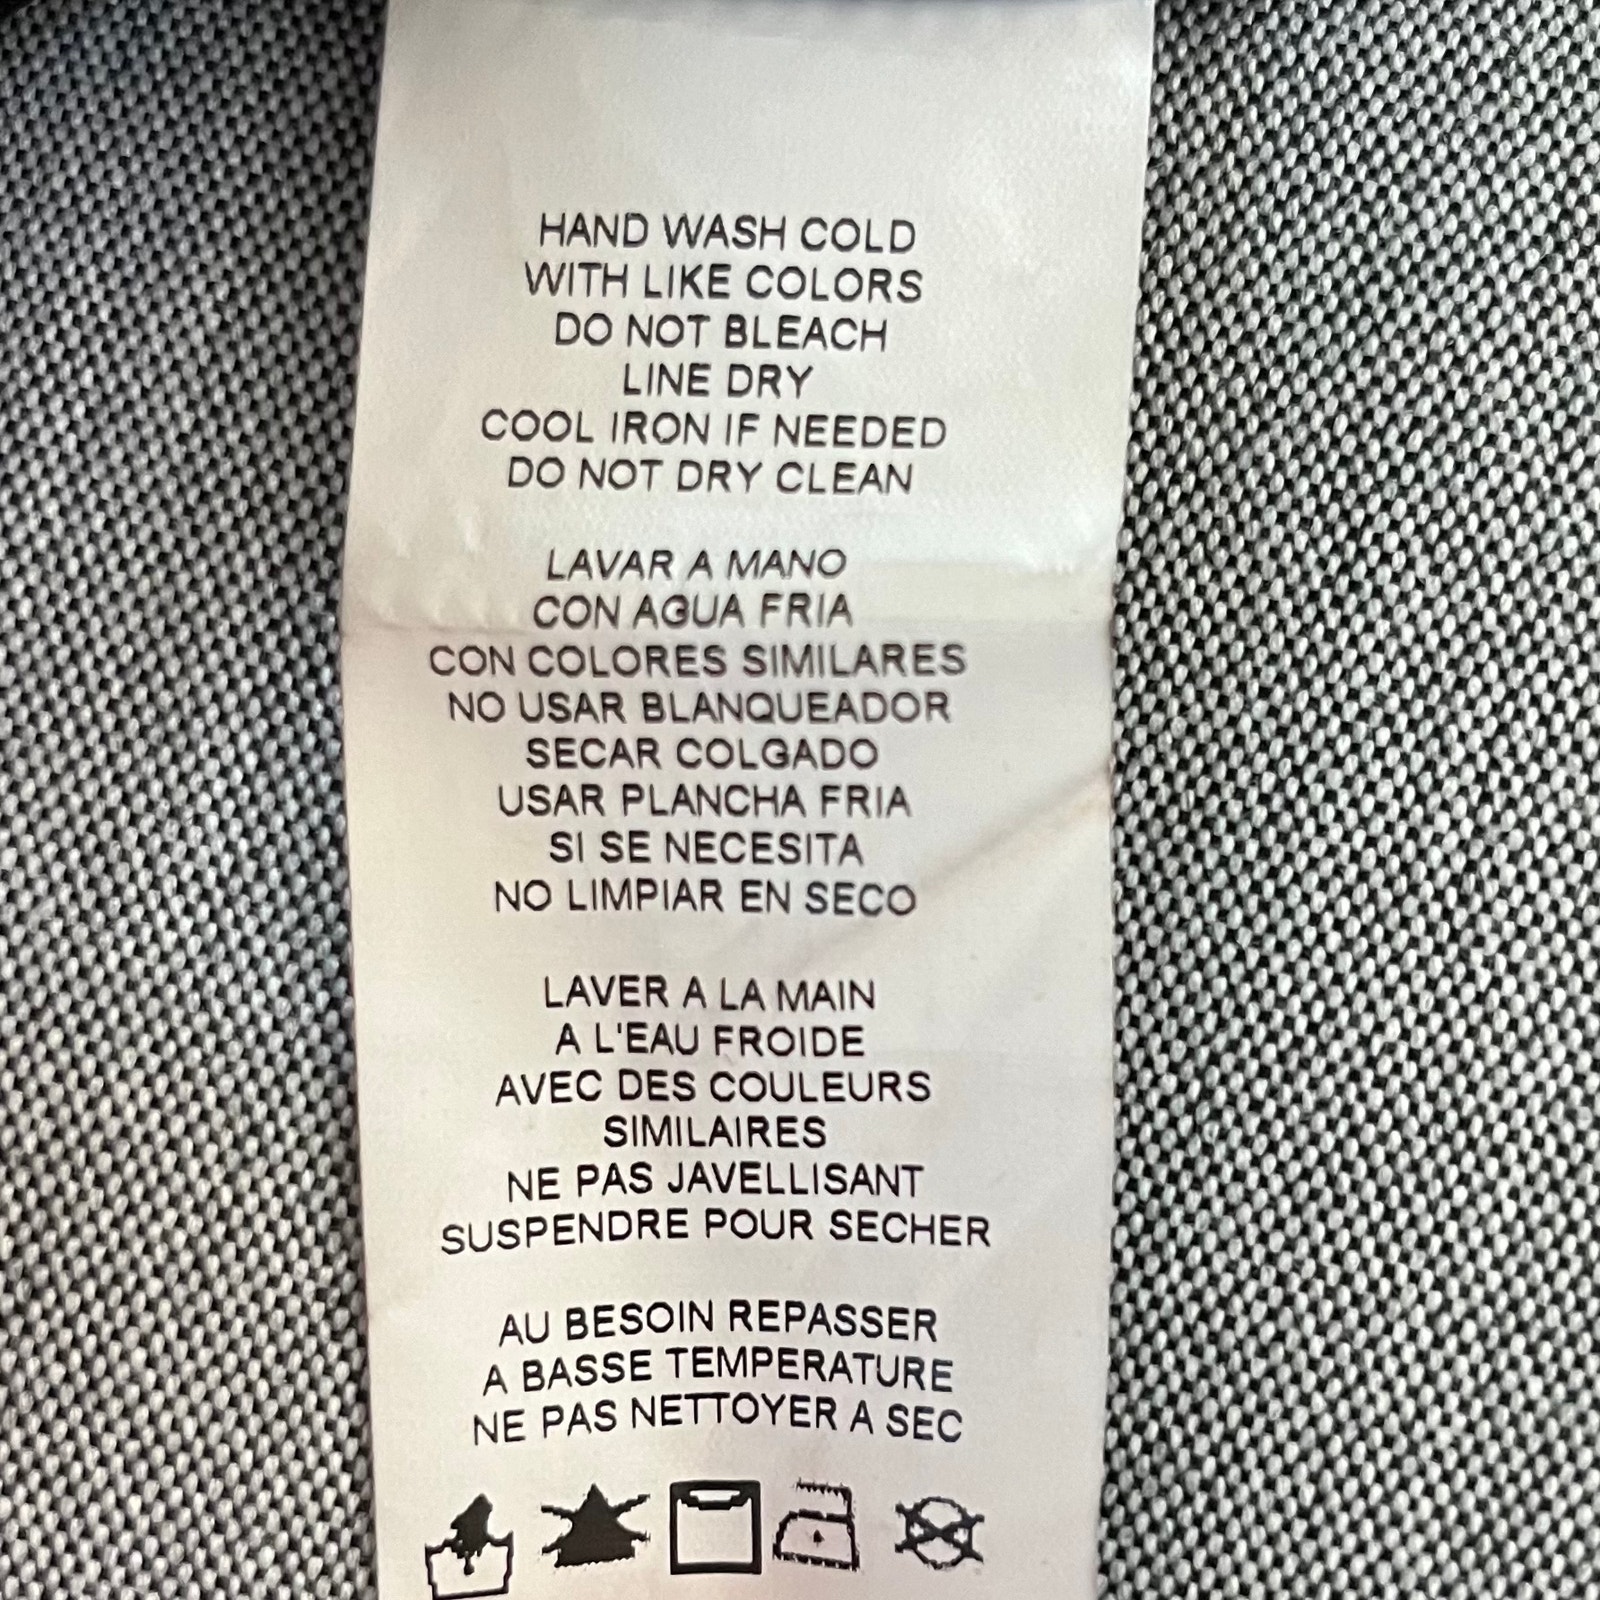 HAND WASH COLD
WITH LIKE COLORS
DO NOT BLEACH
LINE DRY
COOL IRON IF NEEDED
DO NOT DRY CLEAN
LAVAR A MANO
CON AGUA FRIA
CON COLORES SIMILARES
NO USAR BLANQUEADOR
SECAR COLGADO
USAR PLANCHA FRIA
SI SE NECESITA
NO LIMPIAR EN SECO
LAVER A LA MAIN
A L'EAU FROIDE
AVEC DES COULEURS
SIMILAIRES
NE PAS JAVELLISANT
SUSPENDRE POUR SECHER
AU BESOIN REPASSER
A BASSE TEMPERATURE
NE PAS NETTOYER A SEC